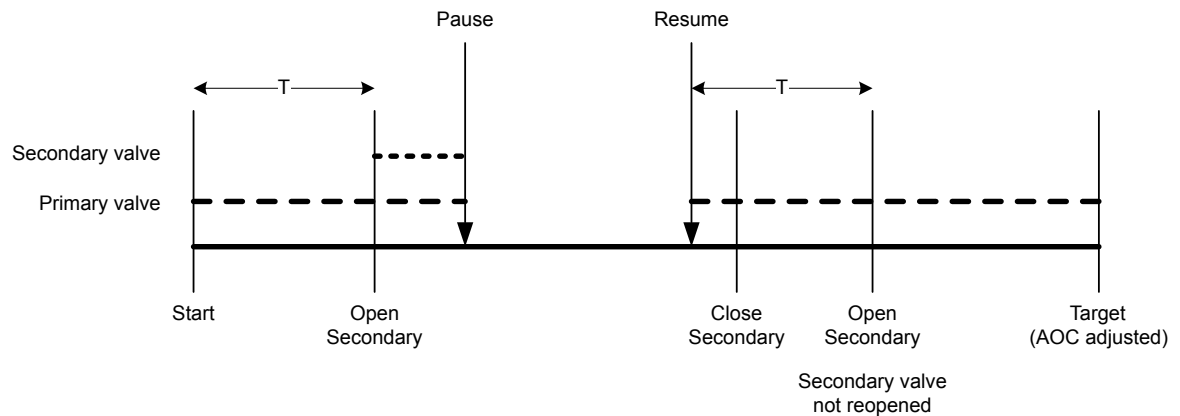 Pause
Resume
T
T
Secondary valve
Primary valve
Start
Open
Secondary
Close
Secondary
Open
Secondary
Target
(AOC adjusted)
Secondary valve
not reopened